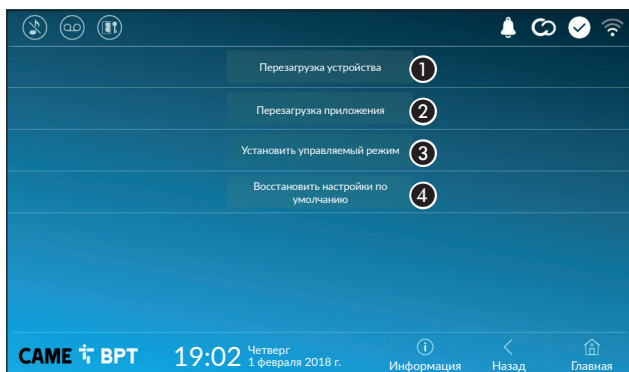 Перезагрузка устройства 1
Перезагрузка приложения 2
Установить управляемый режим 3
Восстановить настройки по
умолчанию 4
CAME BPT 19:02 Четверг
1 февраля 2018 г.
Информация Назад Главная